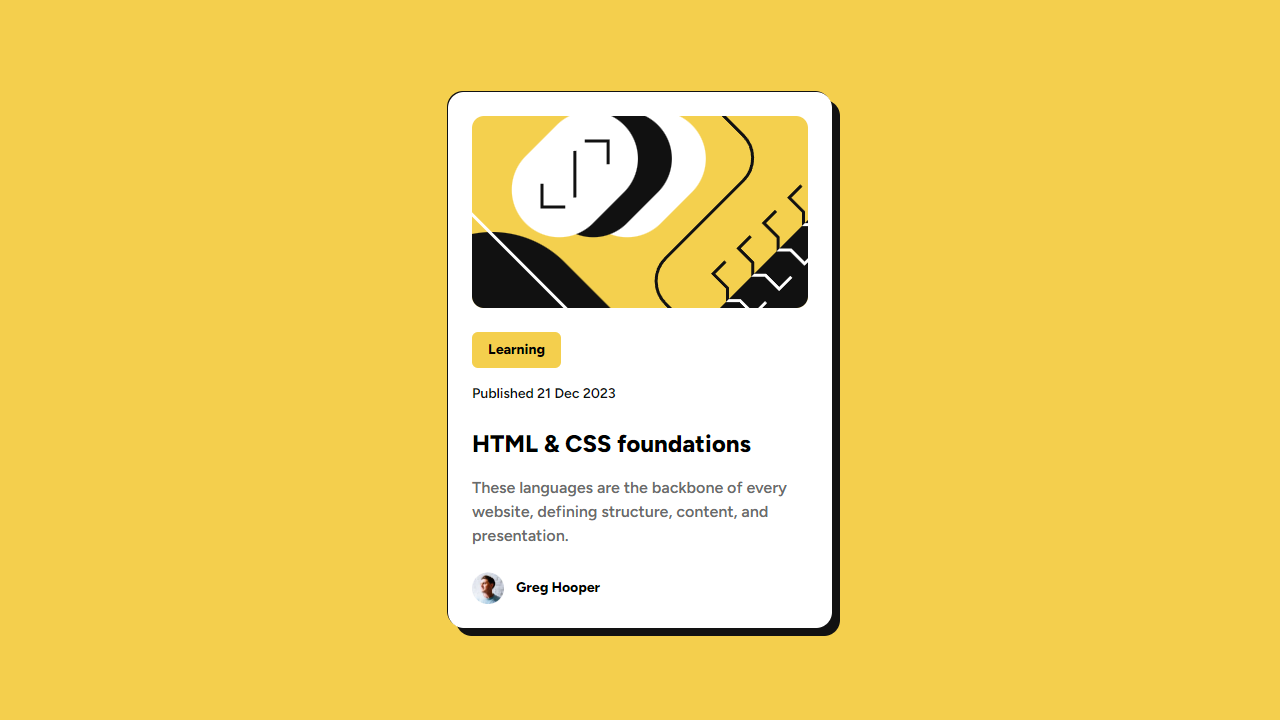 Learning
Published 21 Dec 2023
HTML & CSS foundations
These languages are the backbone of every
website, defining structure, content, and
presentation.
Greg Hooper